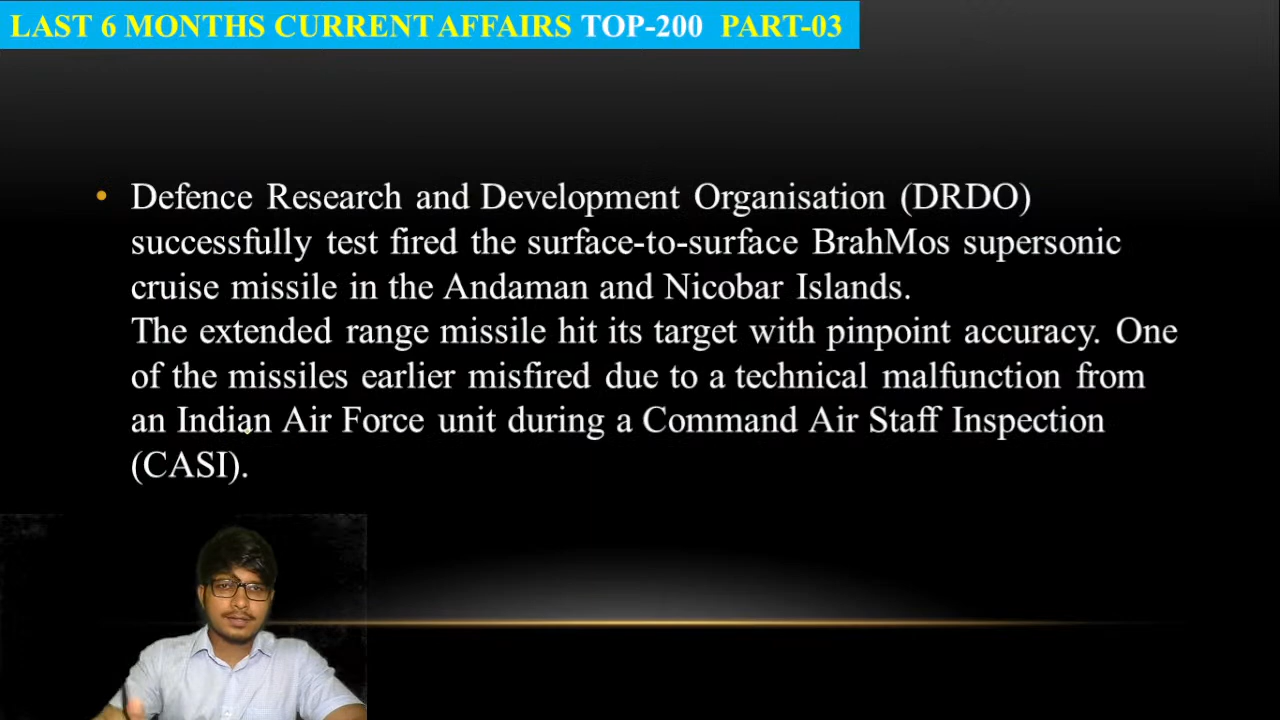 LAST 6 MONTHS CURRENT AFFAIRS TOP-200 PART-03
• Defence Research and Development Organisation (DRDO)
successfully test fired the surface-to-surface BrahMos supersonic
cruise missile in the Andaman and Nicobar Islands.
The extended range missile hit its target with pinpoint accuracy. One
of the missiles earlier misfired due to a technical malfunction from
an Indian Air Force unit during a Command Air Staff Inspection
(CASI).